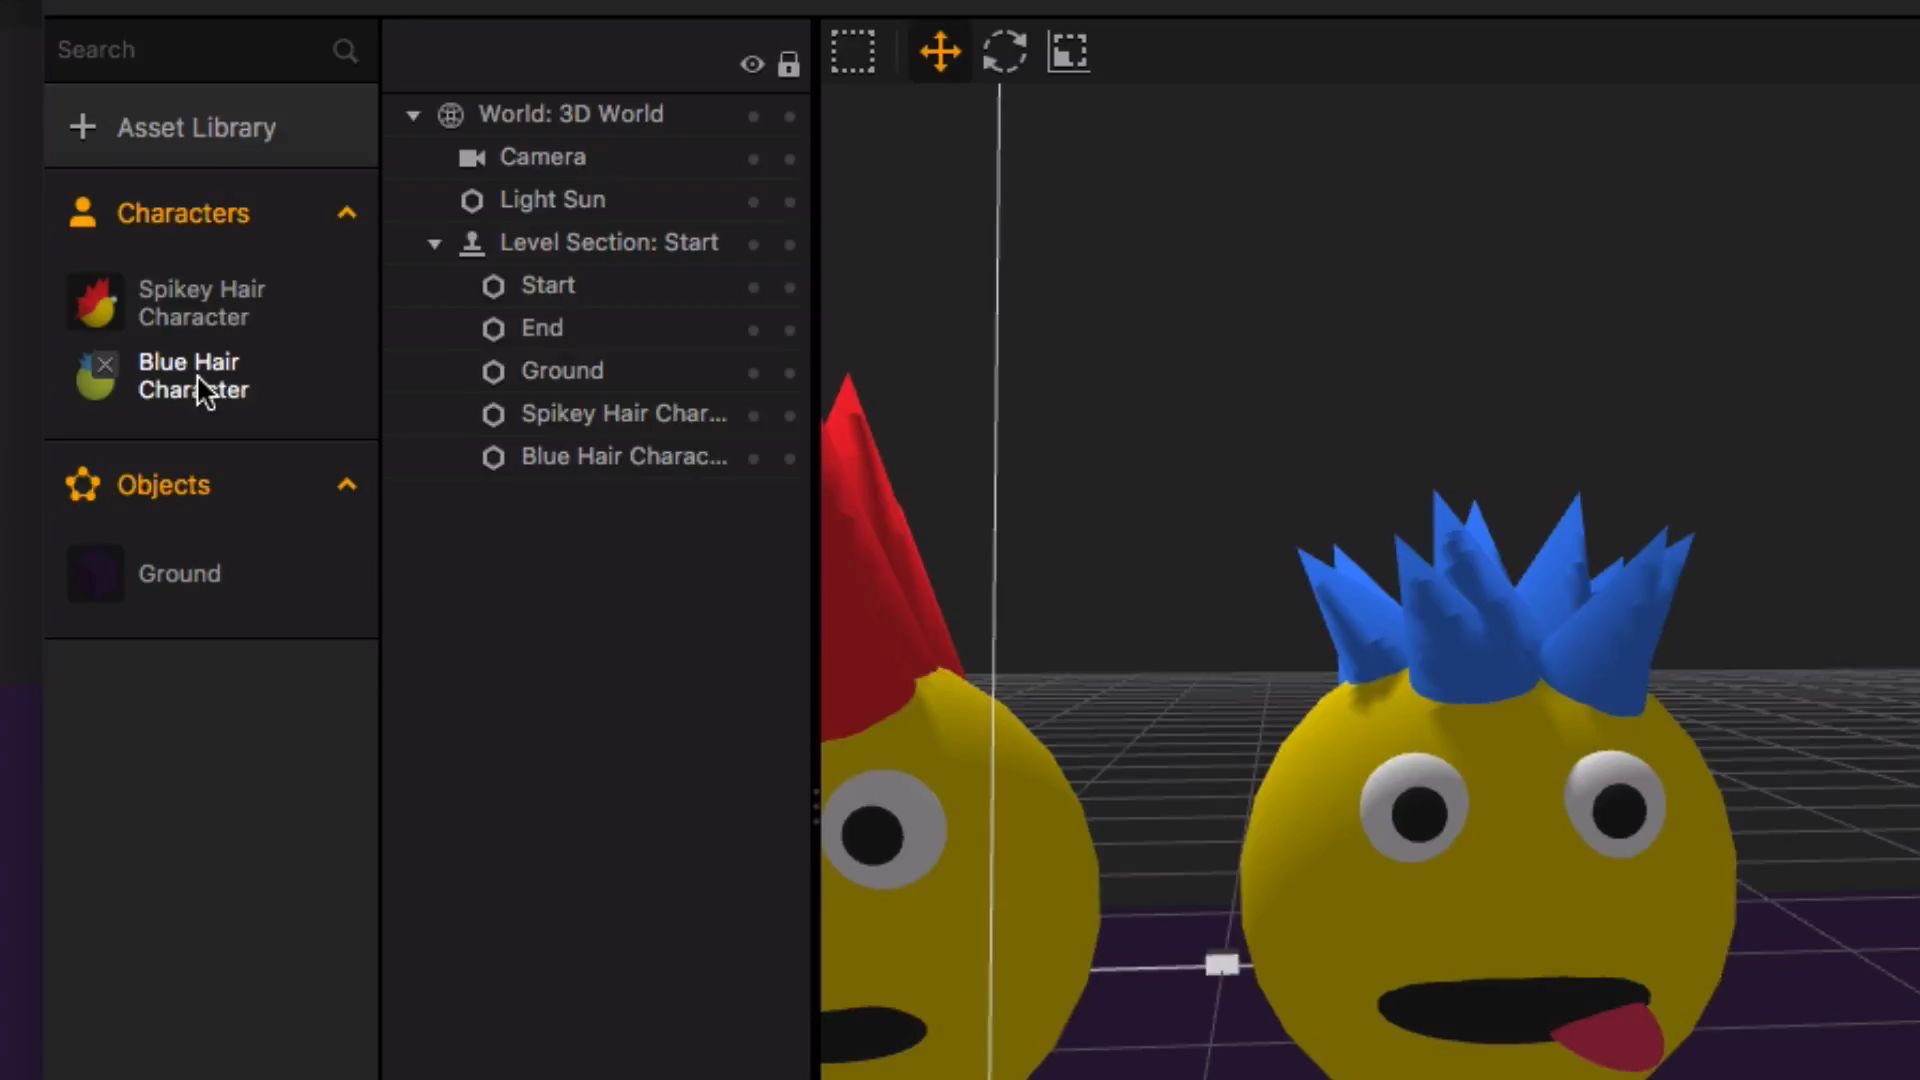 Search
Asset Library
Characters
Spikey Hair
Character
Blue Hair
Character
Objects
Ground
World: 3D World
Camera
Light Sun
Level Section: Start
Start
End
Ground
Spikey Hair Char...
Blue Hair Charac...